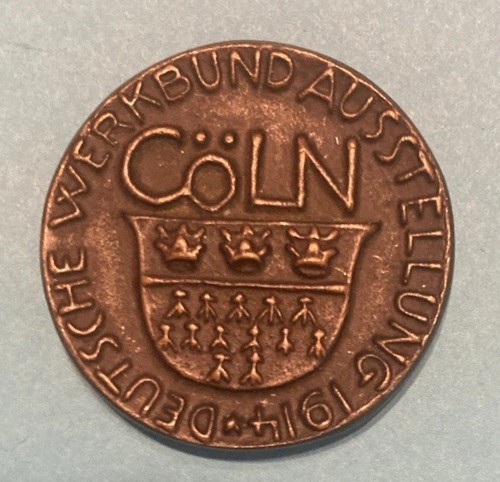 DEUTSCHE WERKBUND AUSSTELLUNG 1914 *
CÖLN